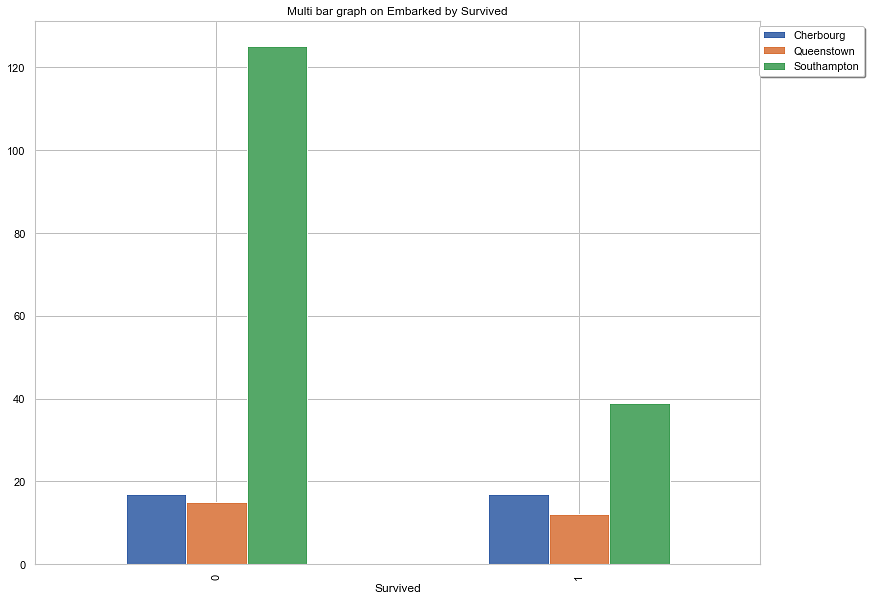 Multi bar graph on Embarked by Survived
Cherbourg
Queenstown
Southampton
120
100
80
60
40
20
0
0
1
Survived